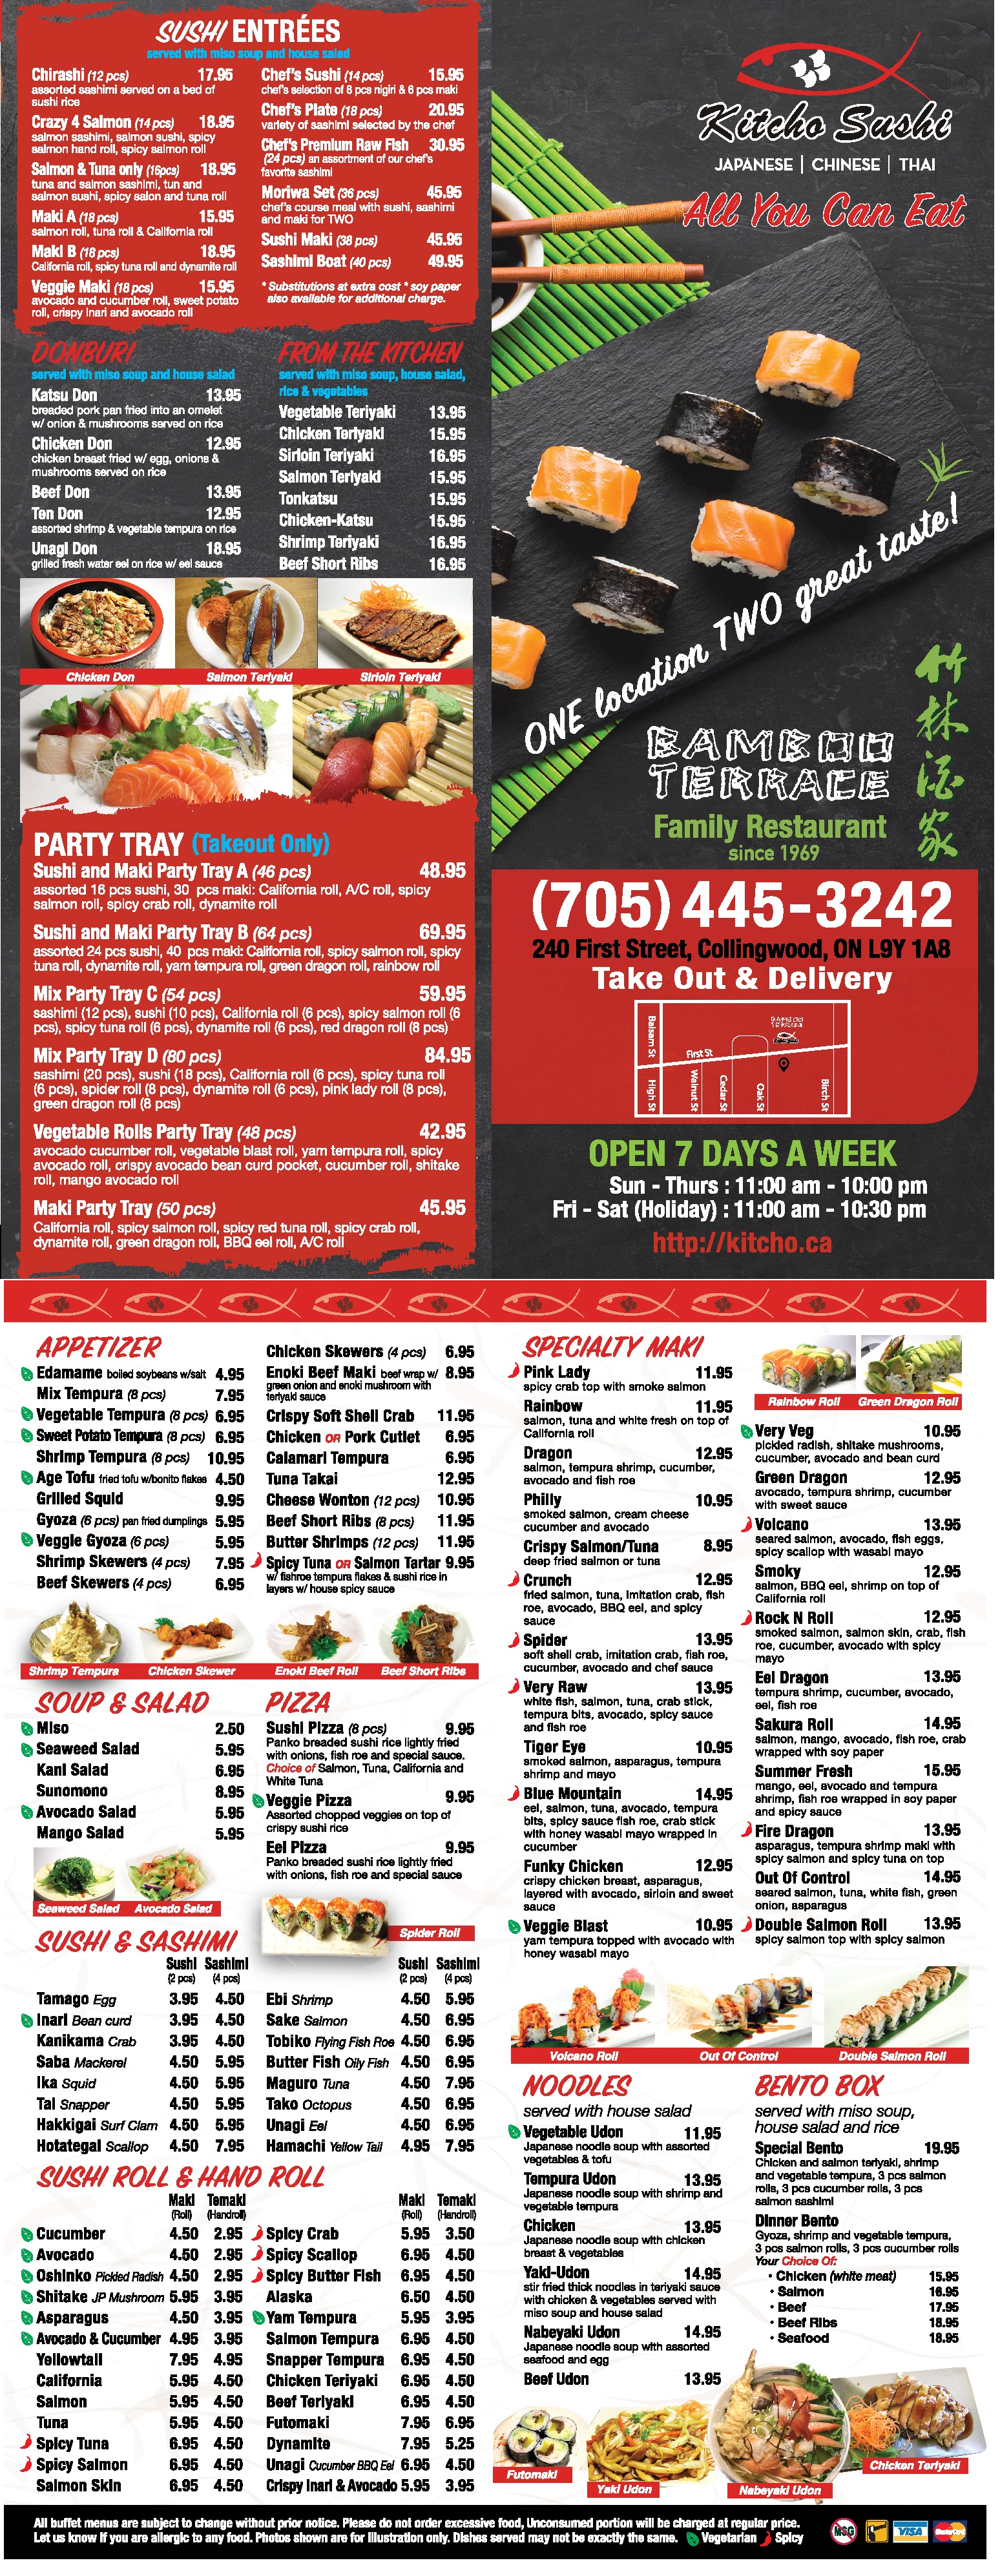 SUSHI ENTRÉES
served with miso soup and house salad
Chirashi (12 pcs) 17.95
assorted sashimi served on a bed of
sushi rice
Crazy 4 Salmon (14 pcs) 18.95
salmon sashimi, salmon sushi, spicy
salmon hand roll, spicy salmon roll
Salmon & Tuna only (16pcs) 18.95
tuna and salmon sashimi, tun and
salmon sushi, spicy salon and tuna roll
Maki A (18 pcs) 15.95
salmon roll, tuna roll & California roll
Maki B (18 pcs) 18.95
California roll, spicy tuna roll and dynamite roll
Veggie Maki (18 pcs) 15.95
avocado and cucumber roll, sweet potato
roll, crispy inari and avocado roll
Chef's Sushi (14 pcs) 15.95
chef's selection of 8 pcs nigiri & 6 pcs maki
Chef's Plate (18 pcs) 20.95
variety of sashimi selected by the chef
Chef's Premium Raw Fish 30.95
(24 pcs) an assortment of our chef's
favorite sashimi
Moriwa Set (36 pcs) 45.95
chef's course meal with sushi, sashimi
and maki for TWO
Sushi Maki (38 pcs) 45.95
Sashimi Boat (40 pcs) 49.95
* Substitutions at extra cost * soy paper
also available for additional charge.
DONBURI
served with miso soup and house salad
Katsu Don 13.95
breaded pork pan fried into an omelet
w/ onion & mushrooms served on rice
Chicken Don 12.95
chicken breast fried w/ egg, onions &
mushrooms served on rice
Beef Don 13.95
Ten Don 12.95
assorted shrimp & vegetable tempura on rice
Unagi Don 18.95
grilled fresh water eel on rice w/ eel sauce
FROM THE KITCHEN
served with miso soup, house salad,
rice & vegetables
Vegetable Teriyaki 13.95
Chicken Teriyaki 15.95
Sirloin Teriyaki 16.95
Salmon Teriyaki 15.95
Tonkatsu 15.95
Chicken-Katsu 15.95
Shrimp Teriyaki 16.95
Beef Short Ribs 16.95
Chicken Don Salmon Teriyaki Sirloin Teriyaki
PARTY TRAY (Takeout Only)
Sushi and Maki Party Tray A (46 pcs) 48.95
assorted 16 pcs sushi, 30 pcs maki: California roll, A/C roll, spicy
salmon roll, spicy crab roll, dynamite roll
Sushi and Maki Party Tray B (64 pcs) 69.95
assorted 24 pcs sushi, 40 pcs maki: California roll, spicy salmon roll, spicy
tuna roll, dynamite roll, yam tempura roll, green dragon roll, rainbow roll
Mix Party Tray C (54 pcs) 59.95
sashimi (12 pcs), sushi (10 pcs), California roll (6 pcs), spicy salmon roll (6
pcs), spicy tuna roll (6 pcs), dynamite roll (6 pcs), red dragon roll (8 pcs)
Mix Party Tray D (80 pcs) 84.95
sashimi (20 pcs), sushi (18 pcs), California roll (6 pcs), spicy tuna roll
(6 pcs), spider roll (8 pcs), dynamite roll (6 pcs), pink lady roll (8 pcs),
green dragon roll (8 pcs)
Vegetable Rolls Party Tray (48 pcs) 42.95
avocado cucumber roll, vegetable blast roll, yam tempura roll, spicy
avocado roll, crispy avocado bean curd pocket, cucumber roll, shitake
roll, mango avocado roll
Maki Party Tray (50 pcs) 45.95
California roll, spicy salmon roll, spicy red tuna roll, spicy crab roll,
dynamite roll, green dragon roll, BBQ eel roll, A/C roll
Kitcho Sushi
JAPANESE | CHINESE | THAI
All You Can Eat
ONE location TWO great taste!
BAMBOO
TERRACE
竹林酒家
Family Restaurant
since 1969
(705) 445-3242
240 First Street, Collingwood, ON L9Y 1A8
Take Out & Delivery
Balsam St
High St
First St
Walnut St
Cedar St
Oak St
Birch St
BAMBOO
TERRACE
OPEN 7 DAYS A WEEK
Sun - Thurs : 11:00 am - 10:00 pm
Fri - Sat (Holiday) : 11:00 am - 10:30 pm
http://kitcho.ca
APPETIZER
Edamame boiled soybeans w/salt 4.95
Mix Tempura (8 pcs) 7.95
Vegetable Tempura (8 pcs) 6.95
Sweet Potato Tempura (8 pcs) 6.95
Shrimp Tempura (8 pcs) 10.95
Age Tofu fried tofu w/bonito flakes 4.50
Grilled Squid 9.95
Gyoza (6 pcs) pan fried dumplings 5.95
Veggie Gyoza (6 pcs) 5.95
Shrimp Skewers (4 pcs) 7.95
Beef Skewers (4 pcs) 6.95
Chicken Skewers (4 pcs) 6.95
Enoki Beef Maki beef wrap w/ 8.95
green onion and enoki mushroom with
teriyaki sauce
Crispy Soft Shell Crab 11.95
Chicken OR Pork Cutlet 6.95
Calamari Tempura 6.95
Tuna Takai 12.95
Cheese Wonton (12 pcs) 10.95
Beef Short Ribs (8 pcs) 11.95
Butter Shrimps (12 pcs) 11.95
Spicy Tuna OR Salmon Tartar 9.95
w/ fishroe tempura flakes & sushi rice in
layers w/ house spicy sauce
Shrimp Tempura Chicken Skewer Enoki Beef Roll Beef Short Ribs
SOUP & SALAD
Miso 2.50
Seaweed Salad 5.95
Kani Salad 6.95
Sunomono 8.95
Avocado Salad 5.95
Mango Salad 5.95
Seaweed Salad Avocado Salad
PIZZA
Sushi Pizza (8 pcs) 9.95
Panko breaded sushi rice lightly fried
with onions, fish roe and special sauce.
Choice of Salmon, Tuna, California and
White Tuna
Veggie Pizza 9.95
Assorted chopped veggies on top of
crispy sushi rice
Eel Pizza 9.95
Panko breaded sushi rice lightly fried
with onions, fish roe and special sauce
Spider Roll
SUSHI & SASHIMI
Sushi Sashimi
(2 pcs) (4 pcs)
Tamago Egg 3.95 4.50
Inari Bean curd 3.95 4.50
Kanikama Crab 3.95 4.50
Saba Mackerel 4.50 5.95
Ika Squid 4.50 5.95
Tai Snapper 4.50 5.95
Hakkigai Surf Clam 4.50 5.95
Hotategai Scallop 4.50 7.95
Sushi Sashimi
(2 pcs) (4 pcs)
Ebi Shrimp 4.50 5.95
Sake Salmon 4.50 6.95
Tobiko Flying Fish Roe 4.50 6.95
Butter Fish Oily Fish 4.50 6.95
Maguro Tuna 4.50 7.95
Tako Octopus 4.50 6.95
Unagi Eel 4.50 6.95
Hamachi Yellow Tail 4.95 7.95
SUSHI ROLL & HAND ROLL
Maki Temaki
(Roll) (Handroll)
Cucumber 4.50 2.95
Avocado 4.50 2.95
Oshinko Pickled Radish 4.50 2.95
Shitake JP Mushroom 5.95 3.95
Asparagus 4.50 3.95
Avocado & Cucumber 4.95 3.95
Yellowtail 7.95 4.95
California 5.95 4.50
Salmon 5.95 4.50
Tuna 5.95 4.50
Spicy Tuna 6.95 4.50
Spicy Salmon 6.95 4.50
Salmon Skin 6.95 4.50
Maki Temaki
(Roll) (Handroll)
Spicy Crab 5.95 3.50
Spicy Scallop 6.95 4.50
Spicy Butter Fish 6.95 4.50
Alaska 6.50 4.50
Yam Tempura 5.95 3.95
Salmon Tempura 6.95 4.50
Snapper Tempura 6.95 4.50
Chicken Teriyaki 6.95 4.50
Beef Teriyaki 6.95 4.50
Futomaki 7.95 6.95
Dynamite 7.95 5.25
Unagi Cucumber BBQ Eel 6.95 4.50
Crispy Inari & Avocado 5.95 3.95
SPECIALTY MAKI
Pink Lady 11.95
spicy crab top with smoke salmon
Rainbow 11.95
salmon, tuna and white fresh on top of
California roll
Dragon 12.95
salmon, tempura shrimp, cucumber,
avocado and fish roe
Philly 10.95
smoked salmon, cream cheese
cucumber and avocado
Crispy Salmon/Tuna 8.95
deep fried salmon or tuna
Crunch 12.95
fried salmon, tuna, imitation crab, fish
roe, avocado, BBQ eel, and spicy
sauce
Spider 13.95
soft shell crab, imitation crab, fish roe,
cucumber, avocado and chef sauce
Very Raw 13.95
white fish, salmon, tuna, crab stick,
tempura bits, avocado, spicy sauce
and fish roe
Tiger Eye 10.95
smoked salmon, asparagus, tempura
shrimp and mayo
Blue Mountain 14.95
eel, salmon, tuna, avocado, tempura
bits, spicy sauce fish roe, crab stick
with honey wasabi mayo wrapped in
cucumber
Funky Chicken 12.95
crispy chicken breast, asparagus,
layered with avocado, sirloin and sweet
sauce
Veggie Blast 10.95
yam tempura topped with avocado with
honey wasabi mayo
Rainbow Roll Green Dragon Roll
Very Veg 10.95
pickled radish, shitake mushrooms,
cucumber, avocado and bean curd
Green Dragon 12.95
avocado, tempura shrimp, cucumber
with sweet sauce
Volcano 13.95
seared salmon, avocado, fish eggs,
spicy scallop with wasabi mayo
Smoky 12.95
salmon, BBQ eel, shrimp on top of
California roll
Rock N Roll 12.95
smoked salmon, salmon skin, crab, fish
roe, cucumber, avocado with spicy
mayo
Eel Dragon 13.95
tempura shrimp, cucumber, avocado,
eel, fish roe
Sakura Roll 14.95
salmon, mango, avocado, fish roe, crab
wrapped with soy paper
Summer Fresh 15.95
mango, eel, avocado and tempura
shrimp, fish roe wrapped in soy paper
and spicy sauce
Fire Dragon 13.95
asparagus, tempura shrimp maki with
spicy salmon and spicy tuna on top
Out Of Control 14.95
seared salmon, tuna, white fish, green
onion, asparagus
Double Salmon Roll 13.95
spicy salmon top with spicy salmon
Volcano Roll Out Of Control Double Salmon Roll
NOODLES
served with house salad
Vegetable Udon 11.95
Japanese noodle soup with assorted
vegetables & tofu
Tempura Udon 13.95
Japanese noodle soup with shrimp and
vegetable tempura
Chicken 13.95
Japanese noodle soup with chicken
breast & vegetables
Yaki-Udon 14.95
stir fried thick noodles in teriyaki sauce
with chicken & vegetables served with
miso soup and house salad
Nabeyaki Udon 14.95
Japanese noodle soup with assorted
seafood and egg
Beef Udon 13.95
BENTO BOX
served with miso soup,
house salad and rice
Special Bento 19.95
Chicken and salmon teriyaki, shrimp
and vegetable tempura, 3 pcs salmon
rolls, 3 pcs cucumber rolls, 3 pcs
salmon sashimi
Dinner Bento
Gyoza, shrimp and vegetable tempura,
3 pcs salmon rolls, 3 pcs cucumber rolls
Your Choice Of:
• Chicken (white meat) 15.95
• Salmon 16.95
• Beef 17.95
• Beef Ribs 18.95
• Seafood 18.95
Futomaki
Yaki Udon
Nabeyaki Udon
Chicken Teriyaki
All buffet menus are subject to change without prior notice. Please do not order excessive food, Unconsumed portion will be charged at regular price.
Let us know if you are allergic to any food. Photos shown are for illustration only. Dishes served may not be exactly the same. Vegetarian Spicy
MSG
VISA
MasterCard